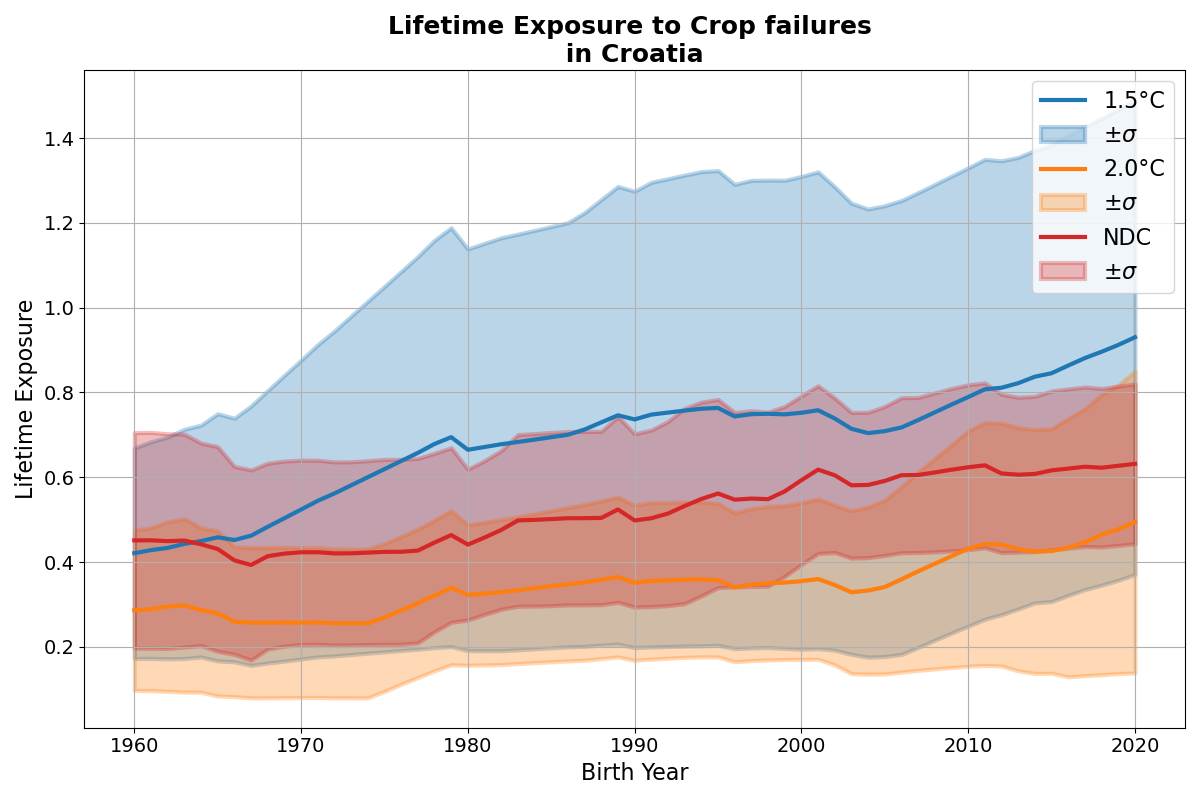 Lifetime Exposure to Crop failures
in Croatia
1.5°C
±σ
2.0°C
±σ
NDC
±σ
Lifetime Exposure
1.4
1.2
1.0
0.8
0.6
0.4
0.2
1960 1970 1980 1990 2000 2010 2020
Birth Year